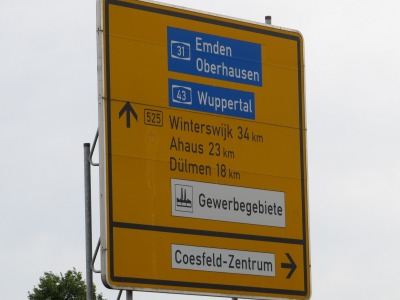 31 Emden
Oberhausen
43 Wuppertal
525 Winterswijk 34 km
Ahaus 23 km
Dülmen 18 km
Gewerbegebiete
Coesfeld-Zentrum